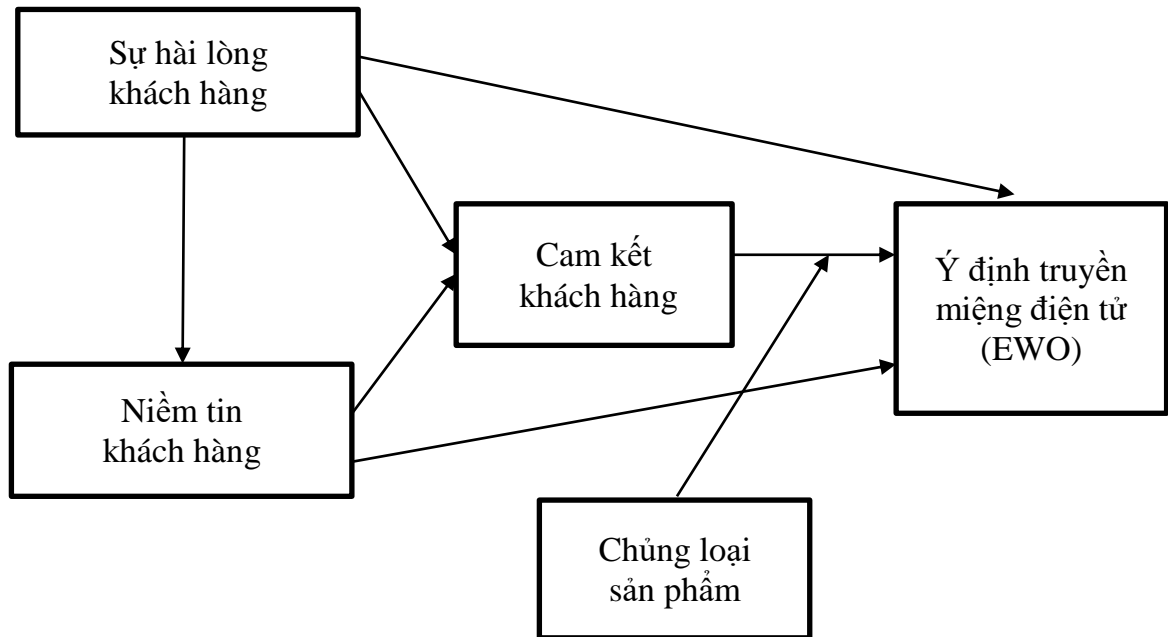 Sự hài lòng
khách hàng
Cam kết
khách hàng
Ý định truyền
miệng điện tử
(EWO)
Niềm tin
khách hàng
Chủng loại
sản phẩm